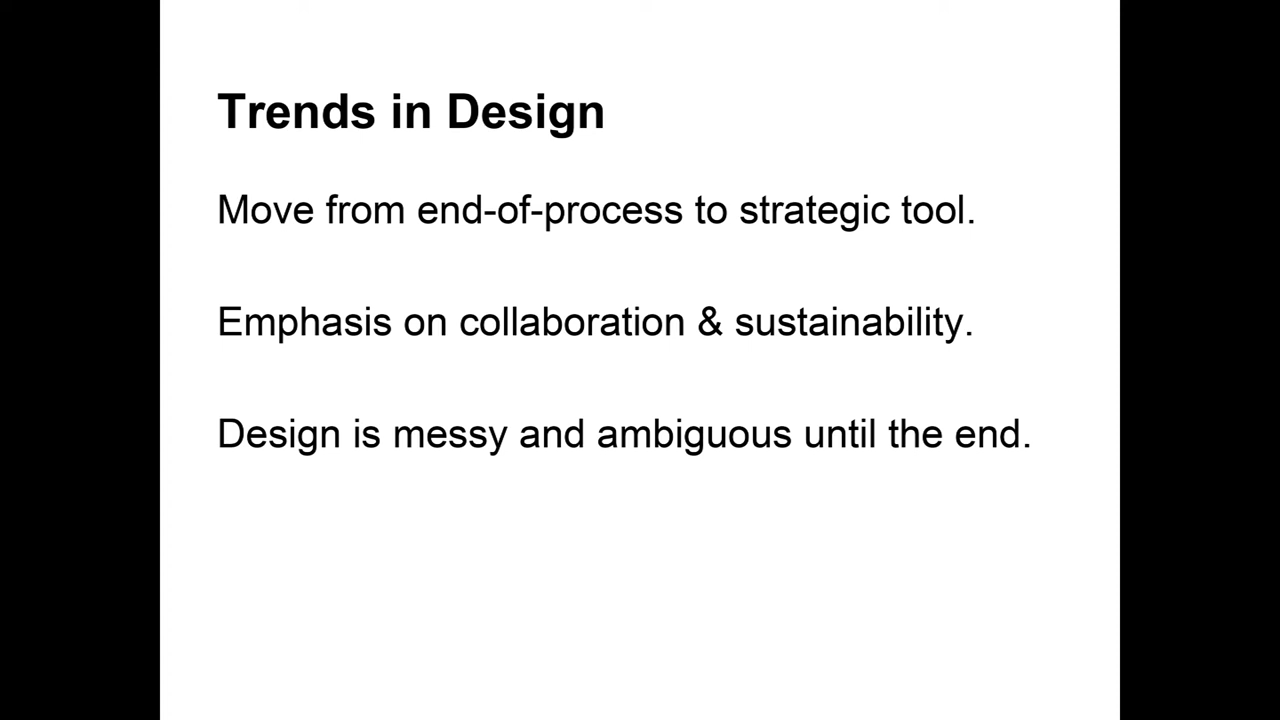 Trends in Design
Move from end-of-process to strategic tool.
Emphasis on collaboration & sustainability.
Design is messy and ambiguous until the end.